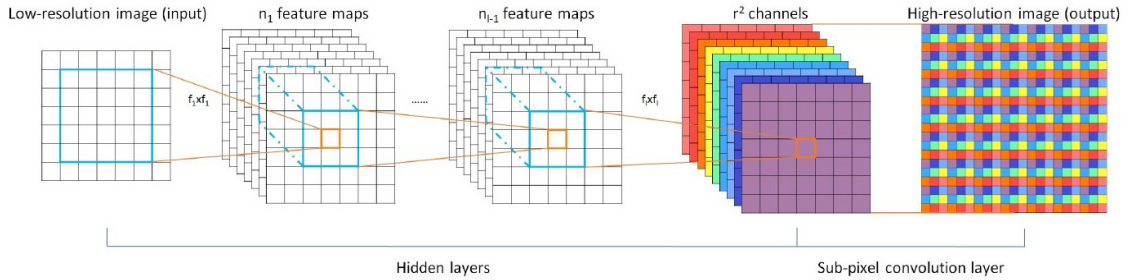 Low-resolution image (input)
n₁ feature maps
nₗ₋₁ feature maps
r² channels
High-resolution image (output)
f₁xf₁
......
fₗxfₗ
Hidden layers
Sub-pixel convolution layer